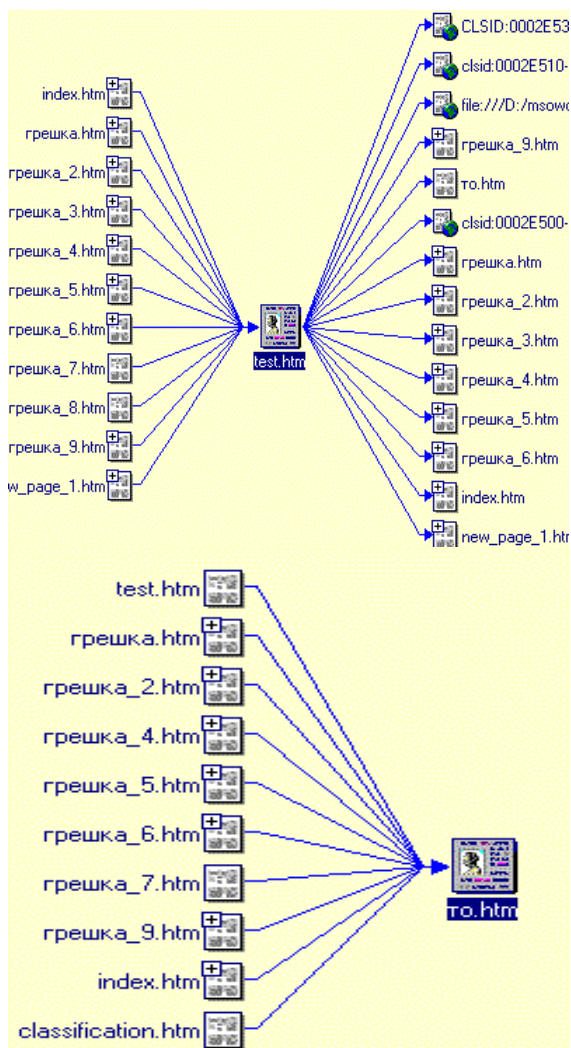 index.htm
грешка.htm
грешка_2.htm
грешка_3.htm
грешка_4.htm
грешка_5.htm
грешка_6.htm
грешка_7.htm
грешка_8.htm
грешка_9.htm
w_page_1.htm
test.htm
CLSID:0002E53
clsid:0002E510-
file:///D:/msowc
грешка_9.htm
то.htm
clsid:0002E500-
грешка.htm
грешка_2.htm
грешка_3.htm
грешка_4.htm
грешка_5.htm
грешка_6.htm
index.htm
new_page_1.htm
test.htm
грешка.htm
грешка_2.htm
грешка_4.htm
грешка_5.htm
грешка_6.htm
грешка_7.htm
грешка_9.htm
index.htm
classification.htm
то.htm